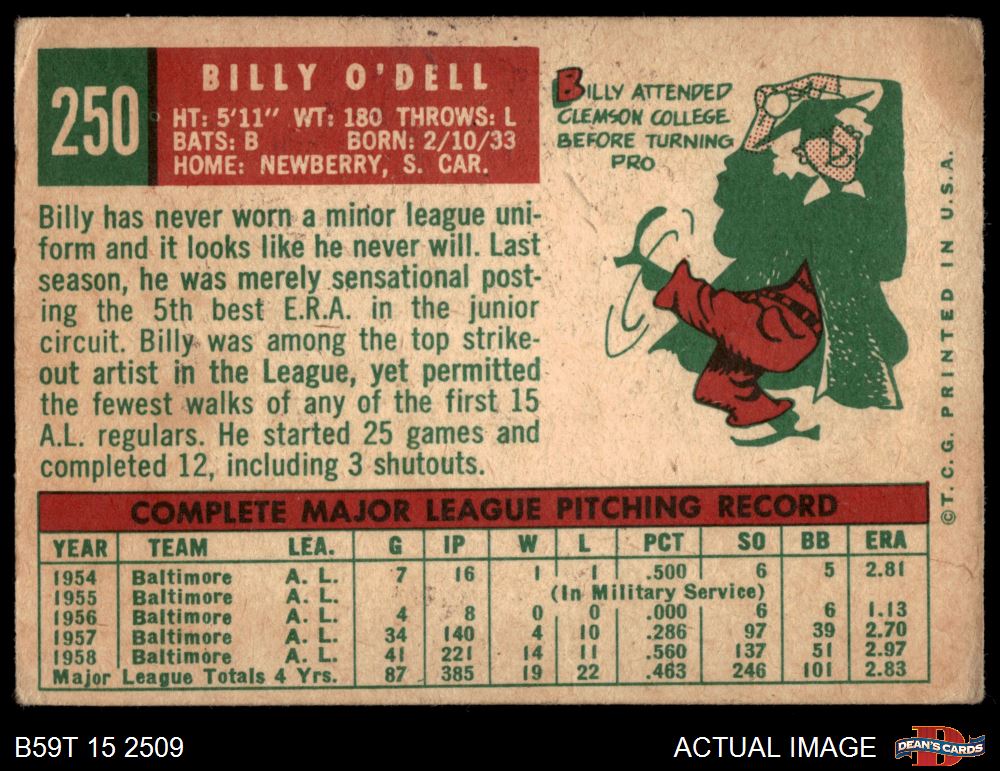 250
BILLY O'DELL
HT: 5'11" WT: 180 THROWS: L
BATS: B BORN: 2/10/33
HOME: NEWBERRY, S. CAR.
BILLY ATTENDED
CLEMSON COLLEGE
BEFORE TURNING
PRO
Billy has never worn a minor league uni-
form and it looks like he never will. Last
season, he was merely sensational post-
ing the 5th best E.R.A. in the junior
circuit. Billy was among the top strike-
out artist in the League, yet permitted
the fewest walks of any of the first 15
A.L. regulars. He started 25 games and
completed 12, including 3 shutouts.
©T. C. G. PRINTED IN U.S.A.
COMPLETE MAJOR LEAGUE PITCHING RECORD
YEAR TEAM LEA. G IP W L PCT SO BB ERA
1954 Baltimore A. L. 7 16 1 1 .500 6 5 2.81
1955 Baltimore A. L. (In Military Service)
1956 Baltimore A. L. 4 8 0 0 .000 6 6 1.13
1957 Baltimore A. L. 34 140 4 10 .286 97 39 2.70
1958 Baltimore A. L. 41 221 14 11 .560 137 51 2.97
Major League Totals 4 Yrs. 87 385 19 22 .463 246 101 2.83
B59T 15 2509
ACTUAL IMAGE
DEAN'S CARDS